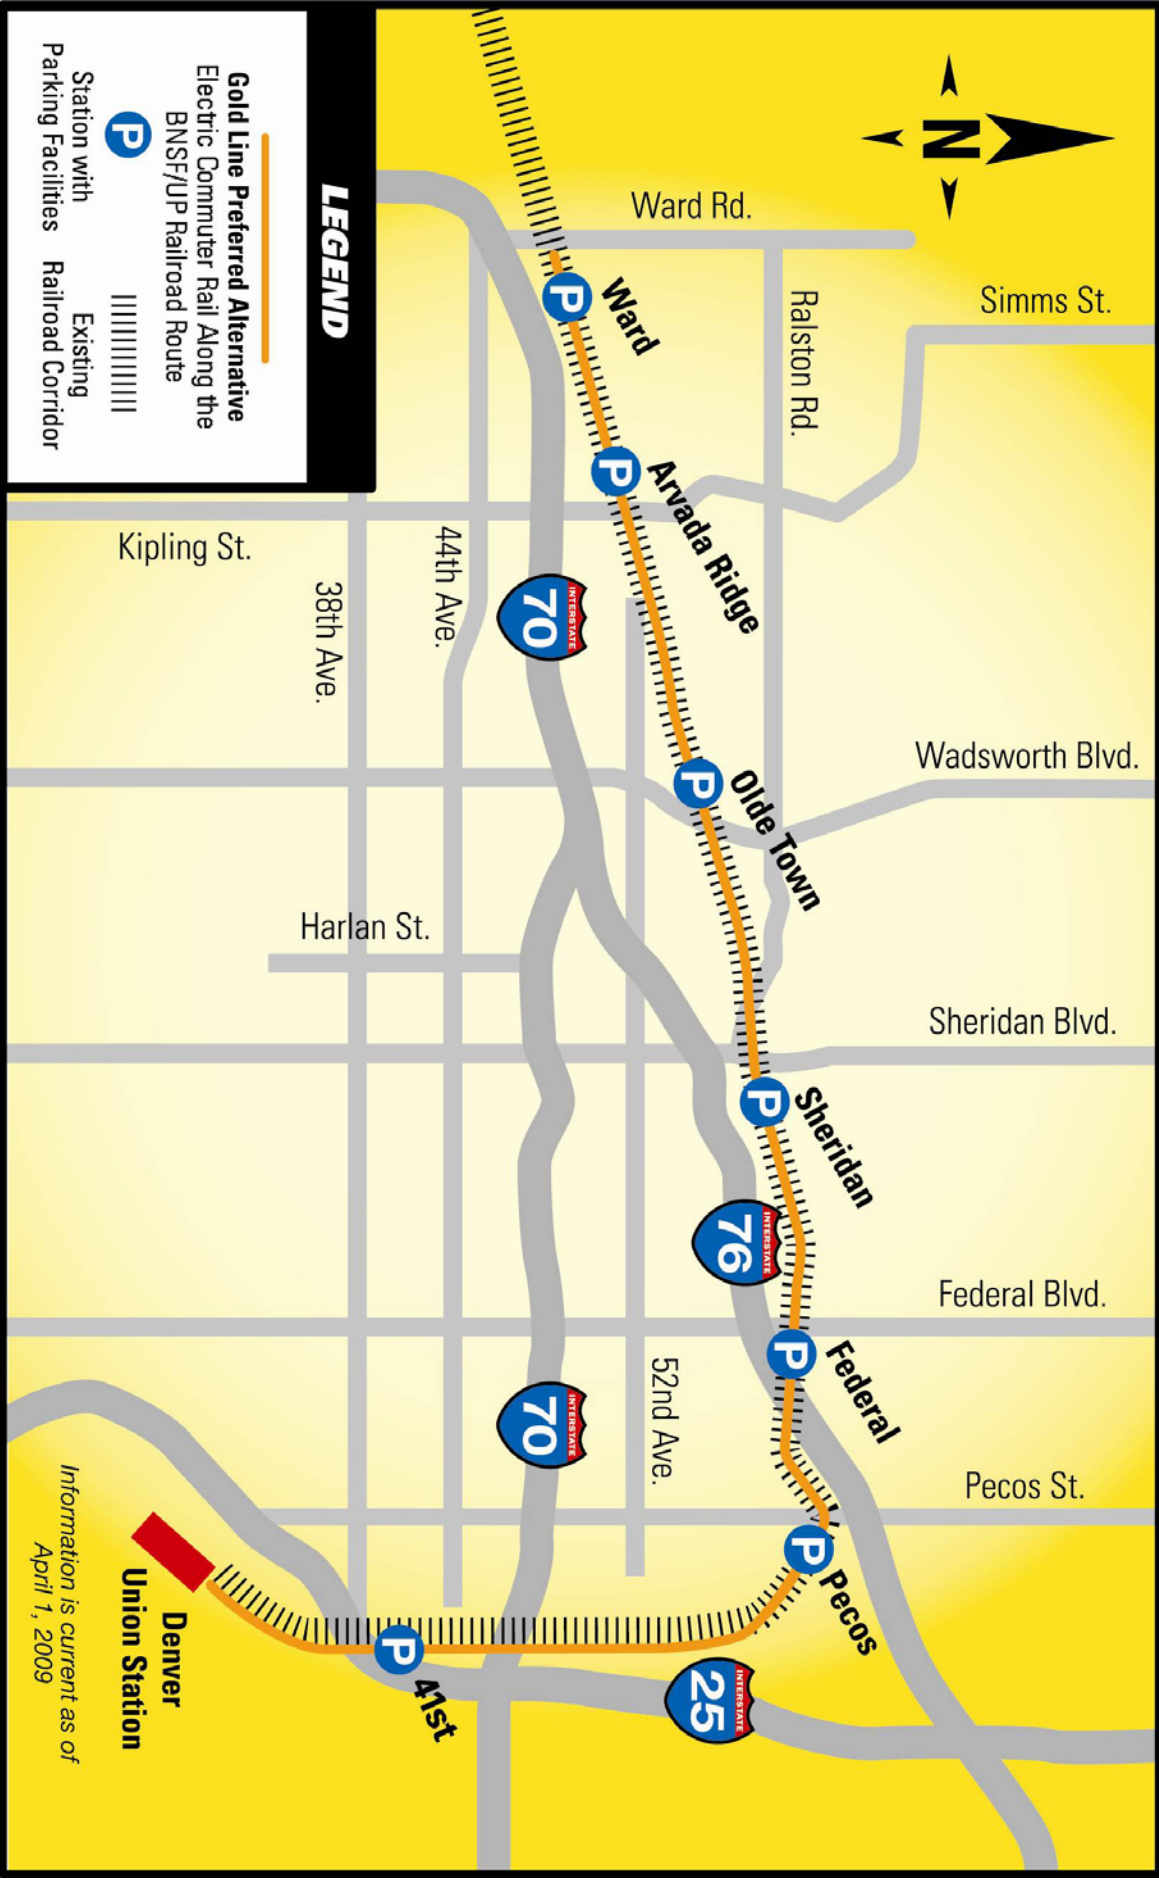 N
Ward Rd.
Simms St.
Ralston Rd.
Ward
Arvada Ridge
Kipling St.
44th Ave.
38th Ave.
INTERSTATE
70
Wadsworth Blvd.
Olde Town
Harlan St.
Sheridan Blvd.
Sheridan
INTERSTATE
76
Federal Blvd.
Federal
52nd Ave.
INTERSTATE
70
Pecos St.
Pecos
INTERSTATE
25
41st
Denver
Union Station
Information is current as of
April 1, 2009
P
P
P
P
P
P
P
LEGEND
Gold Line Preferred Alternative
Electric Commuter Rail Along the
BNSF/UP Railroad Route
P
Station with
Parking Facilities
Existing
Railroad Corridor